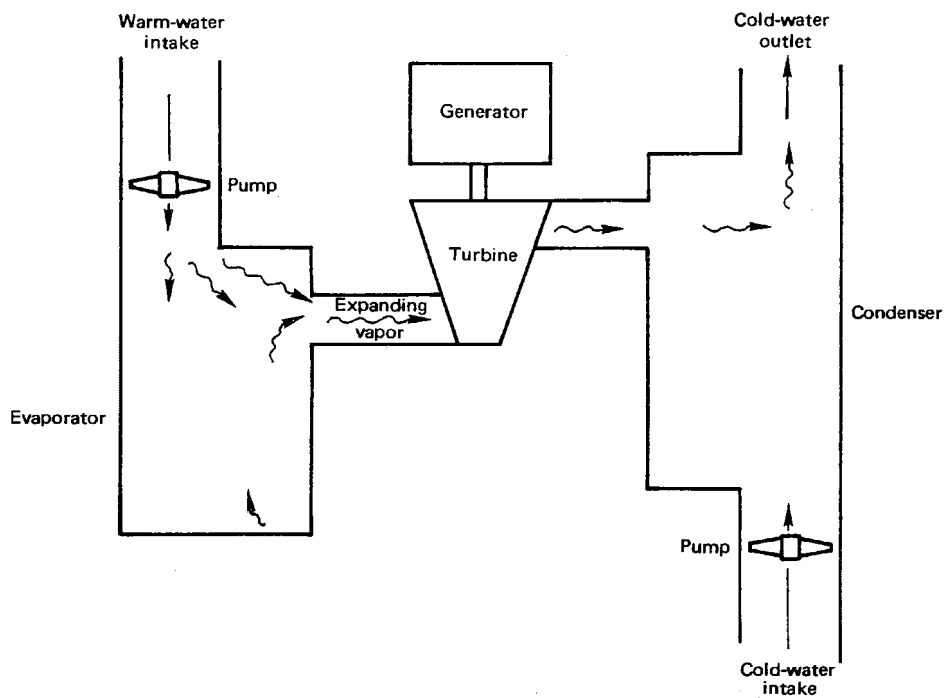 Warm-water
intake
Cold-water
outlet
Generator
Pump
Turbine
Expanding
vapor
Condenser
Evaporator
Pump
Cold-water
intake